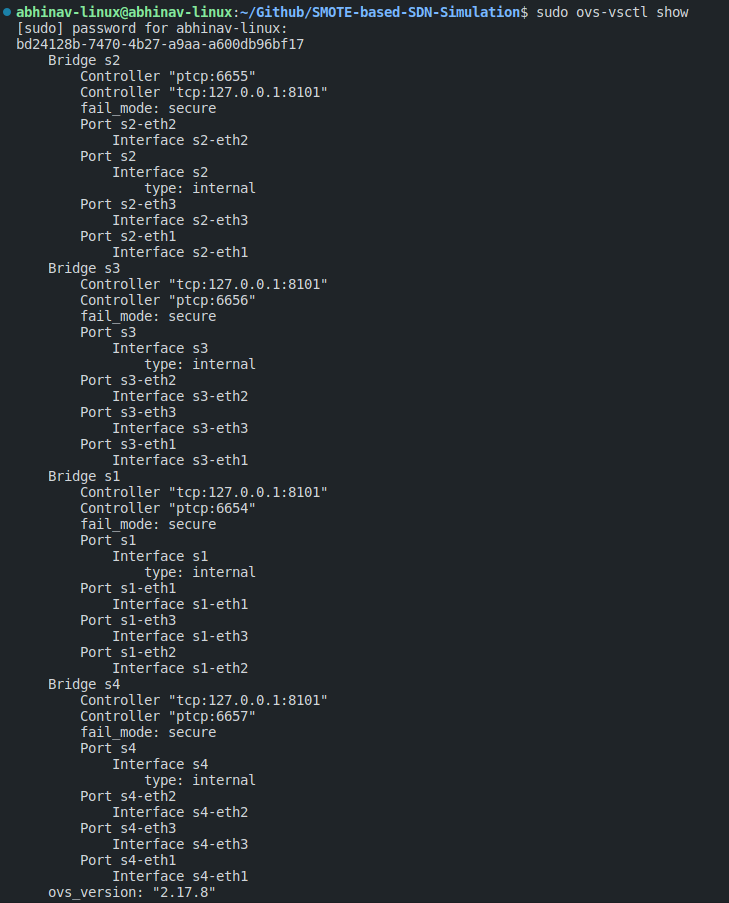 abhinav-linux@abhinav-linux:~/Github/SMOTE-based-SDN-Simulation$ sudo ovs-vsctl show
[sudo] password for abhinav-linux:
bd24128b-7470-4b27-a9aa-a600db96bf17
    Bridge s2
        Controller "ptcp:6655"
        Controller "tcp:127.0.0.1:8101"
        fail_mode: secure
        Port s2-eth2
            Interface s2-eth2
        Port s2
            Interface s2
                type: internal
        Port s2-eth3
            Interface s2-eth3
        Port s2-eth1
            Interface s2-eth1
    Bridge s3
        Controller "tcp:127.0.0.1:8101"
        Controller "ptcp:6656"
        fail_mode: secure
        Port s3
            Interface s3
                type: internal
        Port s3-eth2
            Interface s3-eth2
        Port s3-eth3
            Interface s3-eth3
        Port s3-eth1
            Interface s3-eth1
    Bridge s1
        Controller "tcp:127.0.0.1:8101"
        Controller "ptcp:6654"
        fail_mode: secure
        Port s1
            Interface s1
                type: internal
        Port s1-eth1
            Interface s1-eth1
        Port s1-eth3
            Interface s1-eth3
        Port s1-eth2
            Interface s1-eth2
    Bridge s4
        Controller "tcp:127.0.0.1:8101"
        Controller "ptcp:6657"
        fail_mode: secure
        Port s4
            Interface s4
                type: internal
        Port s4-eth2
            Interface s4-eth2
        Port s4-eth3
            Interface s4-eth3
        Port s4-eth1
            Interface s4-eth1
    ovs_version: "2.17.8"